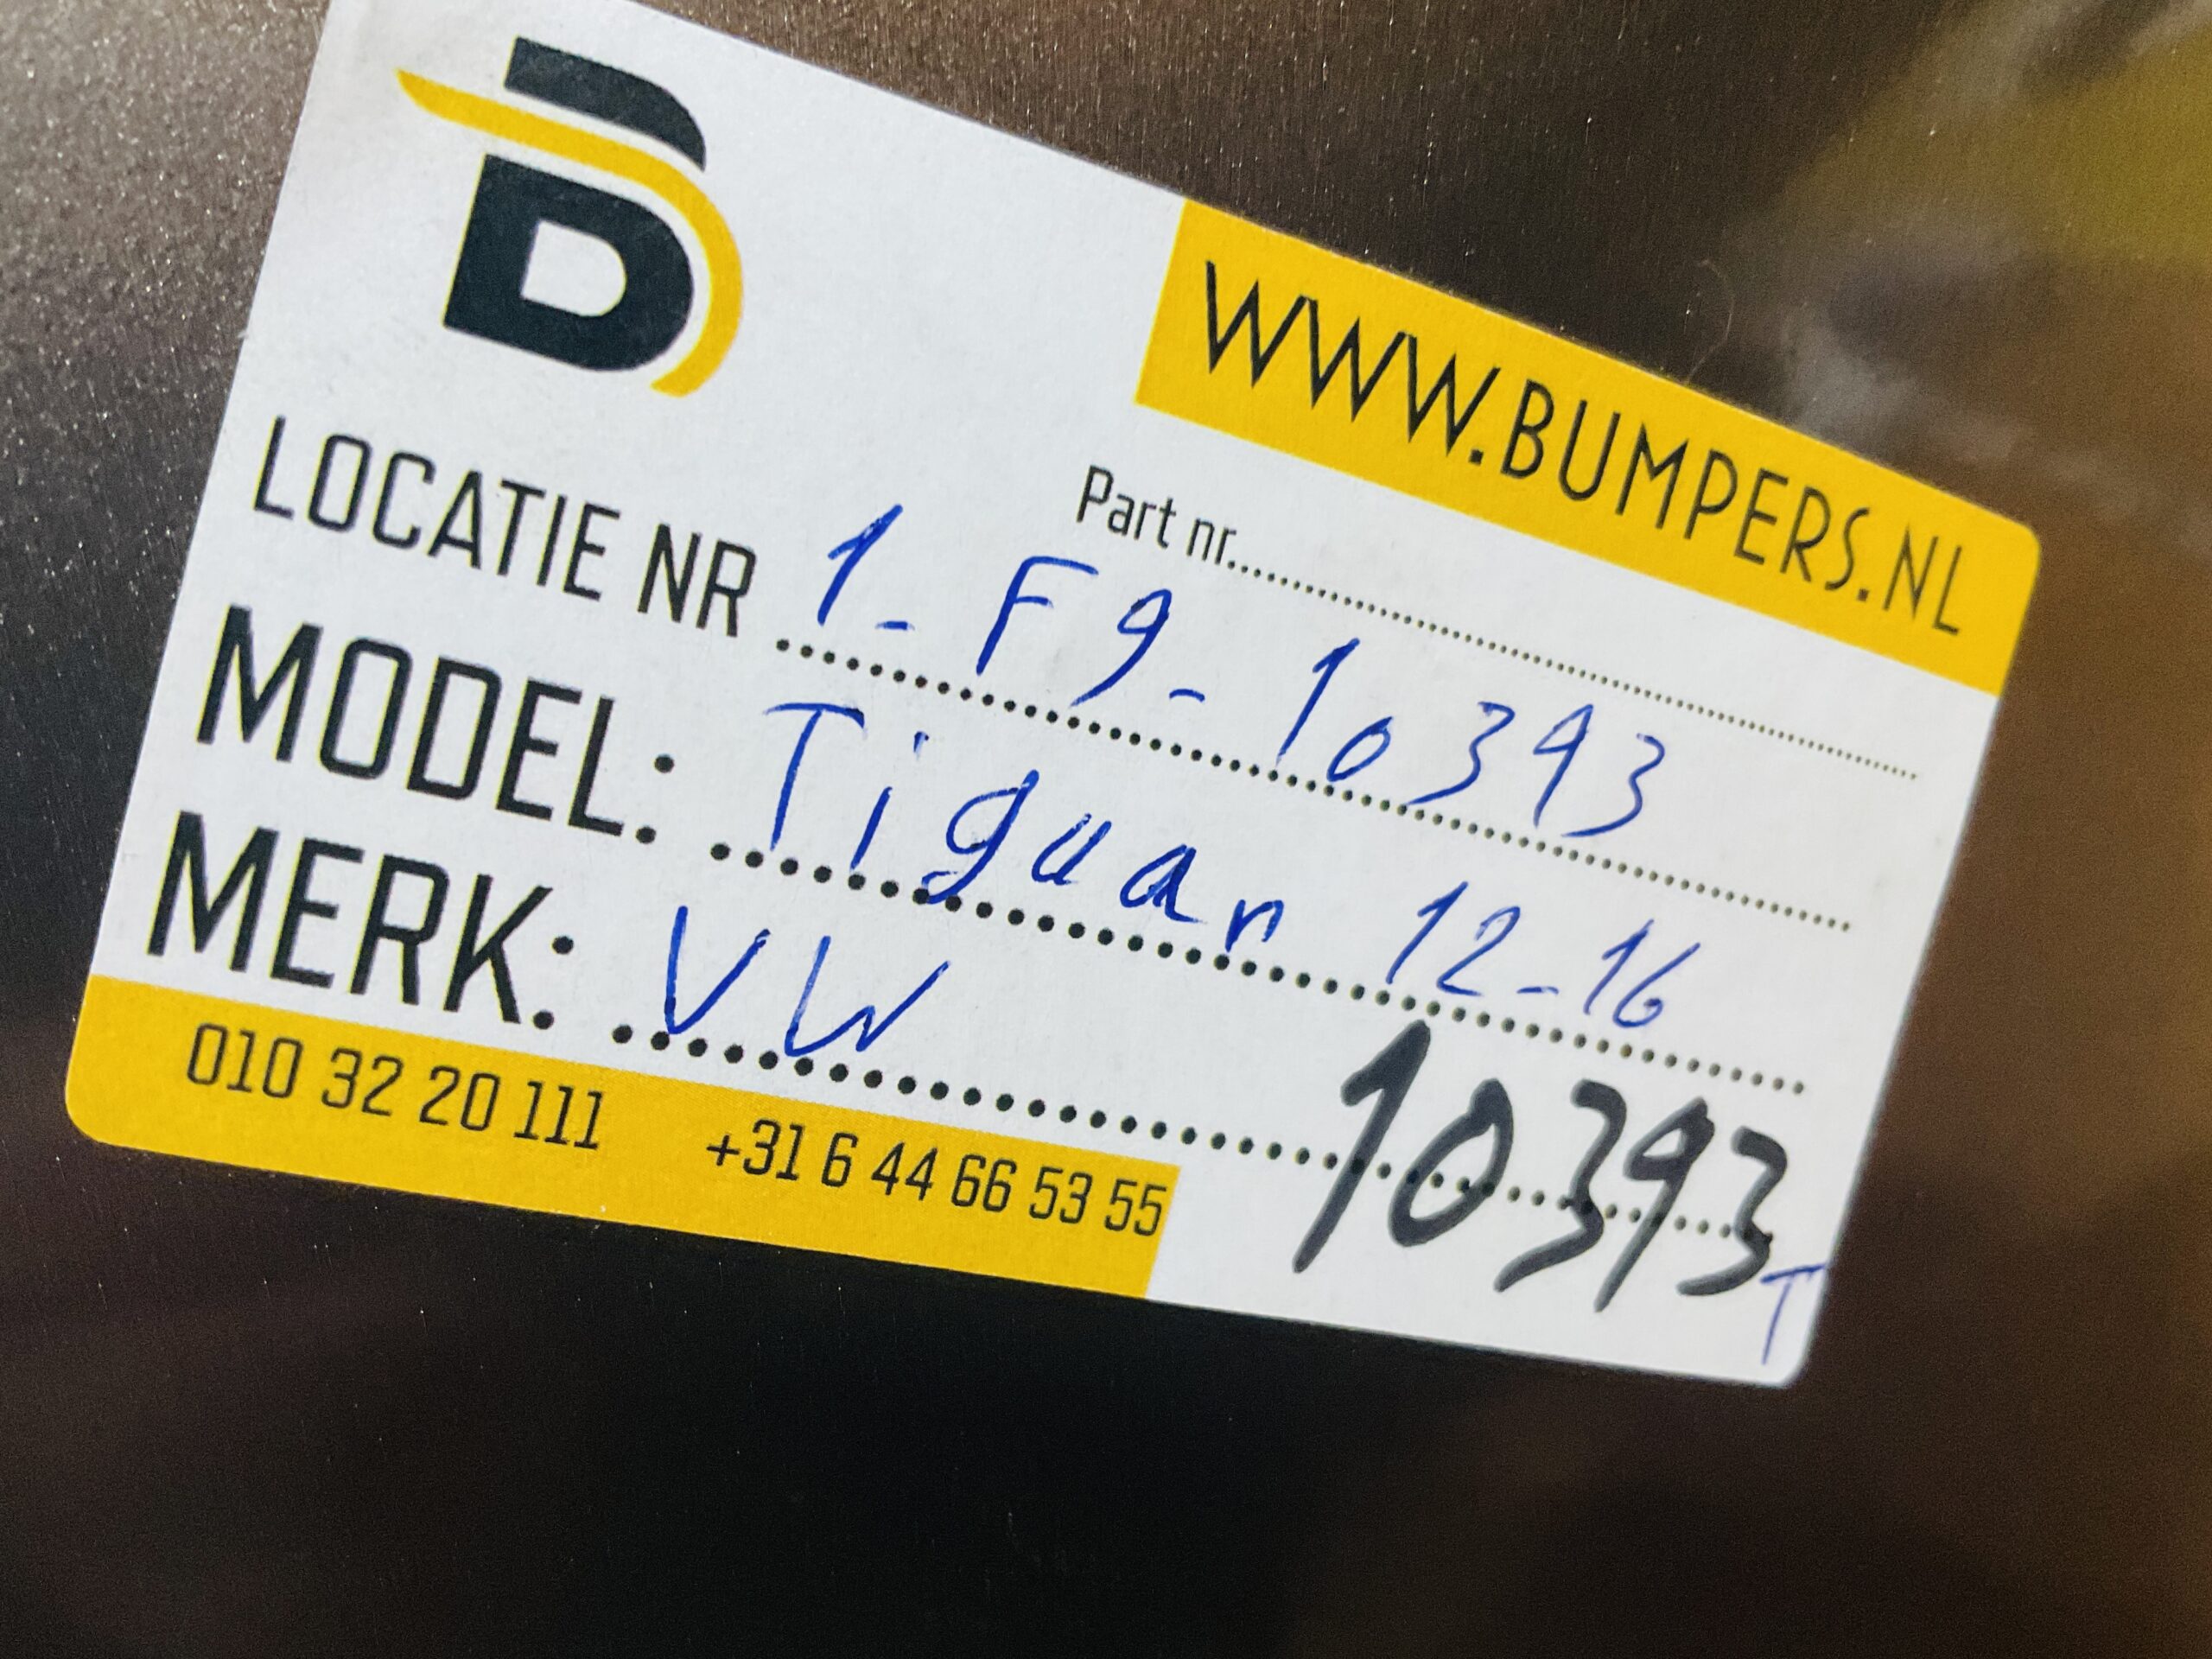 B
WWW.BUMPERS.NL
Part nr.
LOCATIE NR 1-F9-10393
MODEL: Tiguan 12-16
MERK: VW
10393
T
010 32 20 111 +31 6 44 66 53 55